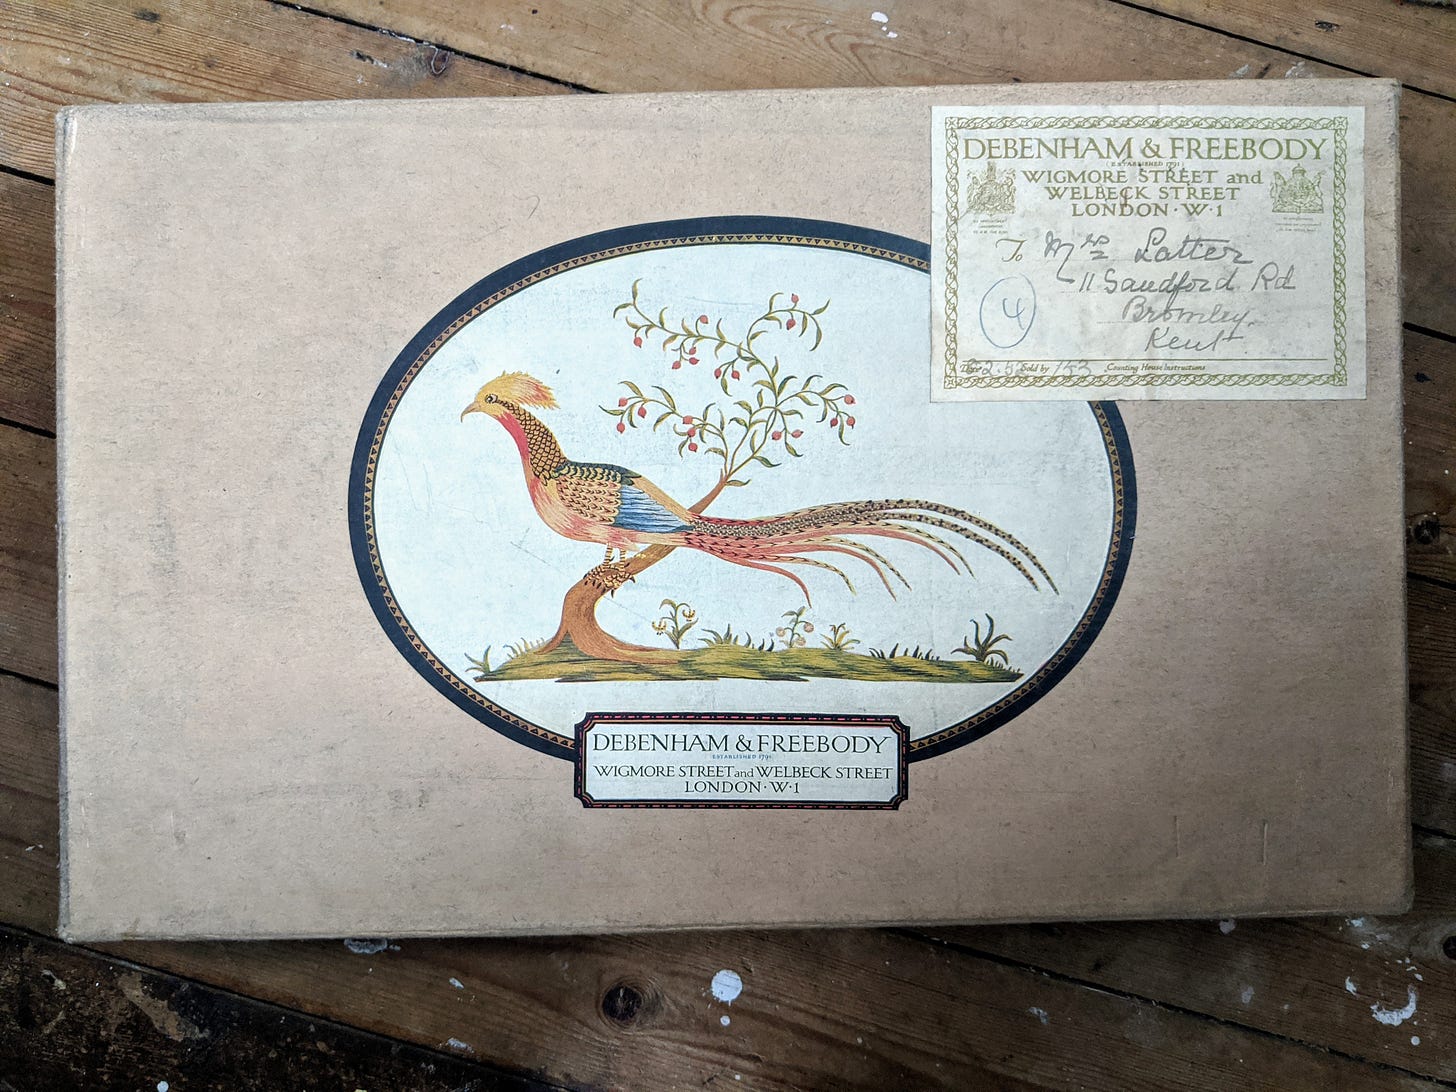 DEBENHAM & FREEBODY
(ESTABLISHED 1791)
WIGMORE STREET and
WELBECK STREET
LONDON·W·1
To Mrs Latter
11 Sandford Rd
Bromley
Kent
4
Sold by 153 Counting House Instructions
DEBENHAM & FREEBODY
ESTABLISHED 1791
WIGMORE STREET and WELBECK STREET
LONDON·W·1